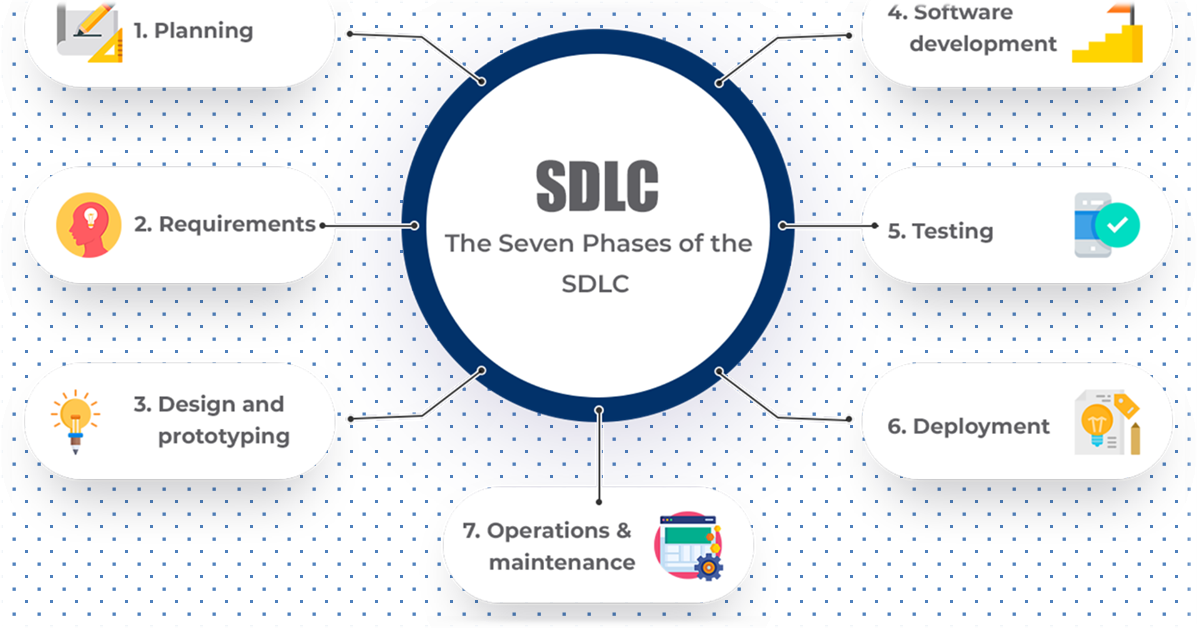 1. Planning
2. Requirements
3. Design and
prototyping
SDLC
The Seven Phases of the
SDLC
4. Software
development
5. Testing
6. Deployment
7. Operations &
maintenance